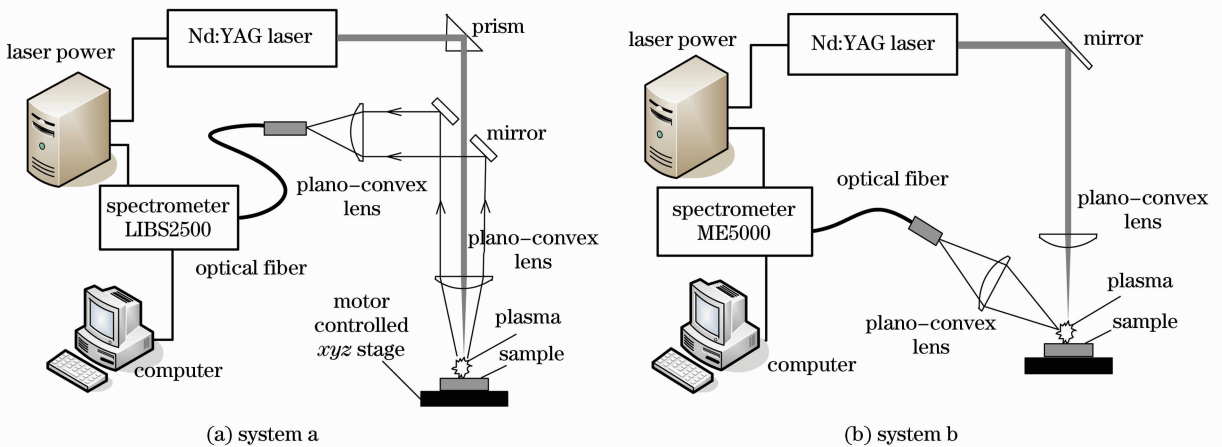 laser power
Nd:YAG laser
prism
mirror
plano-convex
lens
spectrometer
LIBS2500
optical fiber
plano-convex
lens
motor
controlled
xyz stage
plasma
sample
computer
(a) system a
laser power
Nd:YAG laser
mirror
optical fiber
spectrometer
ME5000
plano-convex
lens
plasma
sample
plano-convex
lens
computer
(b) system b